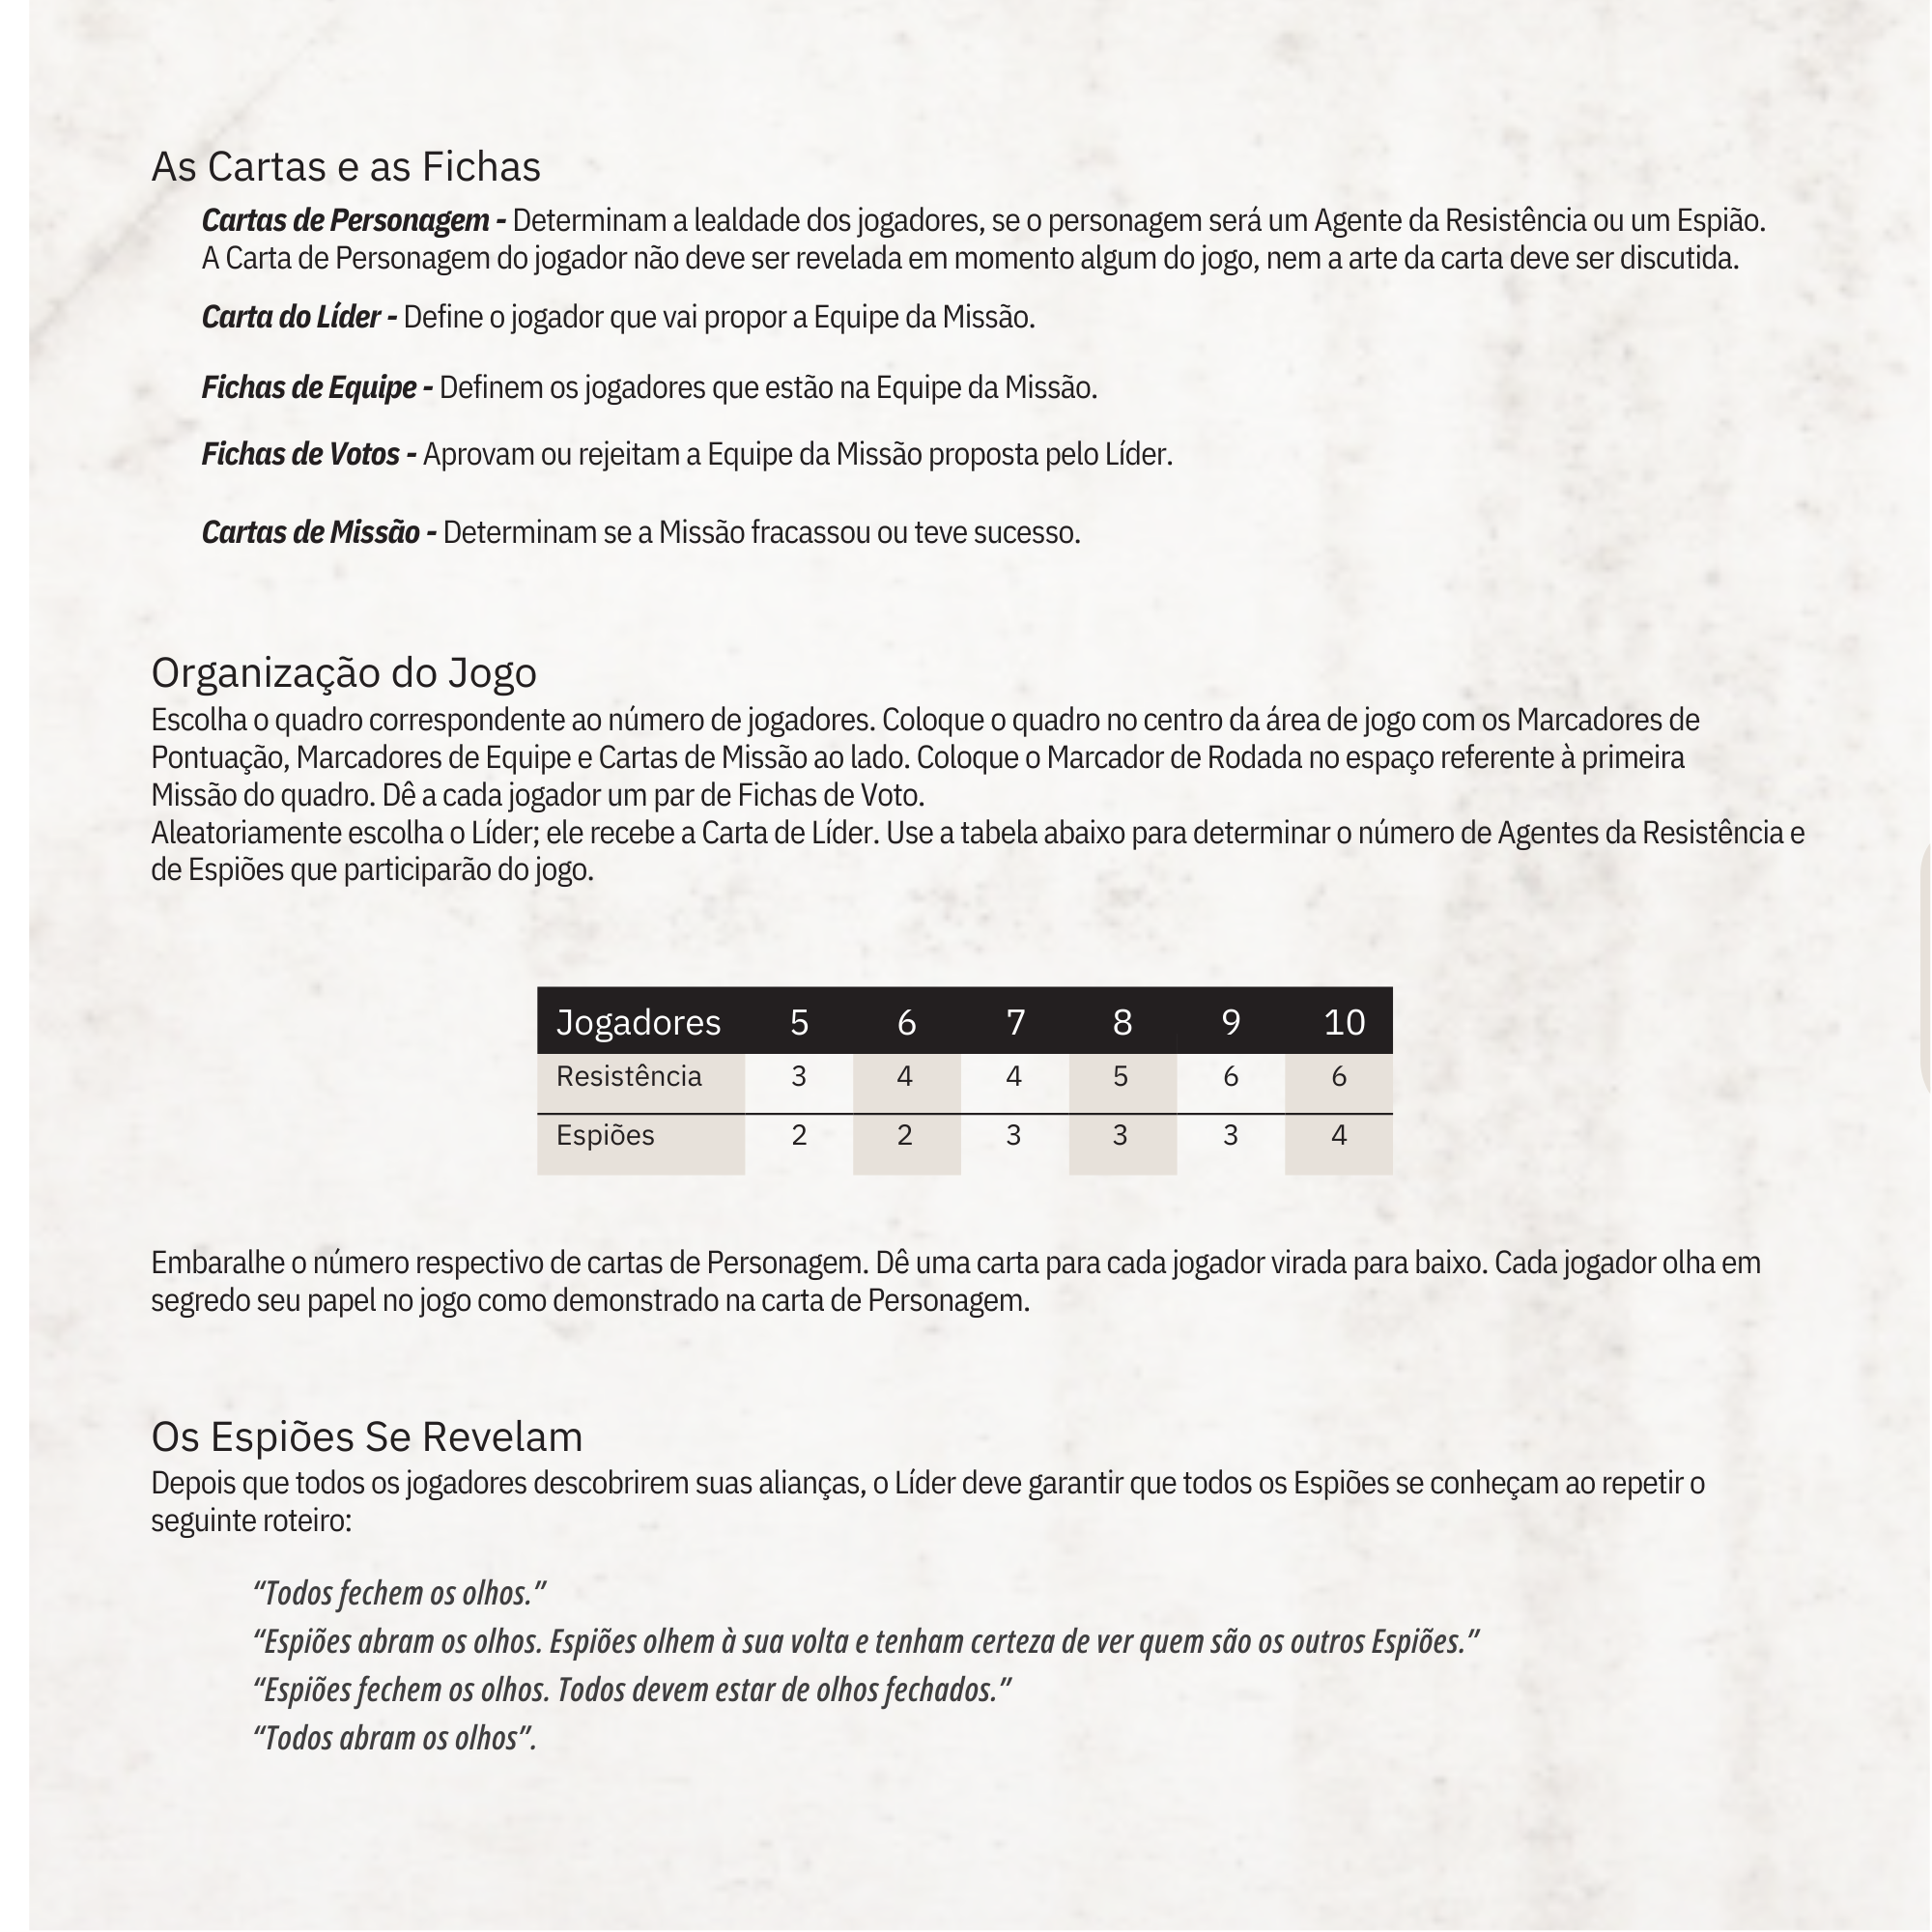 As Cartas e as Fichas
Cartas de Personagem - Determinam a lealdade dos jogadores, se o personagem será um Agente da Resistência ou um Espião.
A Carta de Personagem do jogador não deve ser revelada em momento algum do jogo, nem a arte da carta deve ser discutida.
Carta do Líder - Define o jogador que vai propor a Equipe da Missão.
Fichas de Equipe - Definem os jogadores que estão na Equipe da Missão.
Fichas de Votos - Aprovam ou rejeitam a Equipe da Missão proposta pelo Líder.
Cartas de Missão - Determinam se a Missão fracassou ou teve sucesso.
Organização do Jogo
Escolha o quadro correspondente ao número de jogadores. Coloque o quadro no centro da área de jogo com os Marcadores de
Pontuação, Marcadores de Equipe e Cartas de Missão ao lado. Coloque o Marcador de Rodada no espaço referente à primeira
Missão do quadro. Dê a cada jogador um par de Fichas de Voto.
Aleatoriamente escolha o Líder; ele recebe a Carta de Líder. Use a tabela abaixo para determinar o número de Agentes da Resistência e
de Espiões que participarão do jogo.
Jogadores 5 6 7 8 9 10
Resistência 3 4 4 5 6 6
Espiões 2 2 3 3 3 4
Embaralhe o número respectivo de cartas de Personagem. Dê uma carta para cada jogador virada para baixo. Cada jogador olha em
segredo seu papel no jogo como demonstrado na carta de Personagem.
Os Espiões Se Revelam
Depois que todos os jogadores descobrirem suas alianças, o Líder deve garantir que todos os Espiões se conheçam ao repetir o
seguinte roteiro:
“Todos fechem os olhos.”
“Espiões abram os olhos. Espiões olhem à sua volta e tenham certeza de ver quem são os outros Espiões.”
“Espiões fechem os olhos. Todos devem estar de olhos fechados.”
“Todos abram os olhos”.